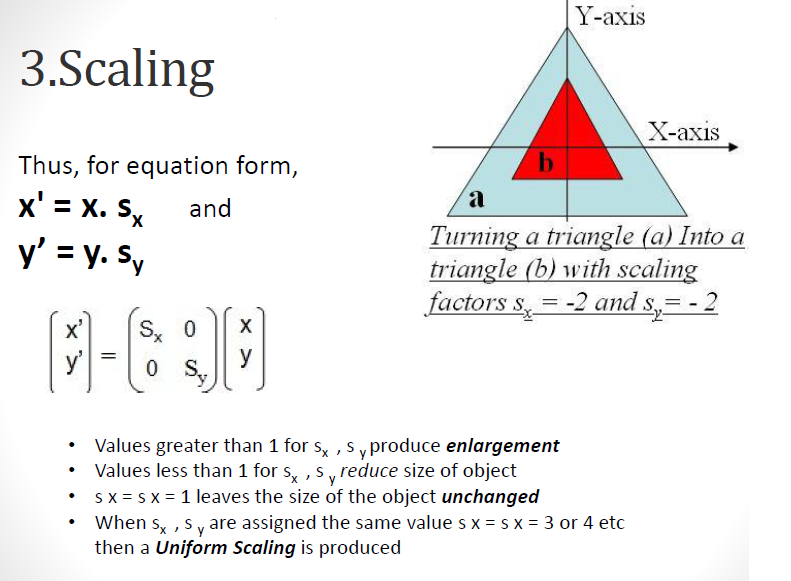 3.Scaling
Thus, for equation form,
x' = x. sx and
y' = y. sy
x' = Sx 0 x
y' 0 Sy y
Y-axis
X-axis
b
a
Turning a triangle (a) Into a
triangle (b) with scaling
factors sx = -2 and sy= - 2
• Values greater than 1 for sx , s y produce enlargement
• Values less than 1 for sx , s y reduce size of object
• s x = s x = 1 leaves the size of the object unchanged
• When sx , s y are assigned the same value s x = s x = 3 or 4 etc
then a Uniform Scaling is produced